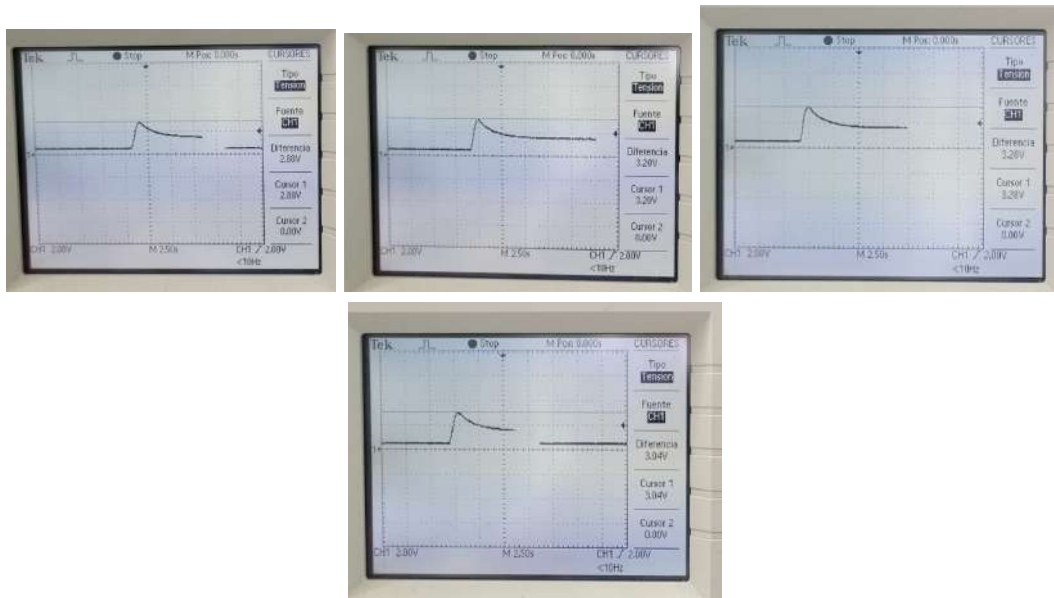 Tek Stop M Pos: 0.000s CURSORES
Tipo
Tension
Fuente
CH1
Diferencia
2.88V
Cursor 1
2.88V
Cursor 2
0.00V
CH1 2.00V M 2.50s CH1 2.00V
<10Hz
Tek Stop M Pos: 0.000s CURSORES
Tipo
Tension
Fuente
CH1
Diferencia
3.20V
Cursor 1
3.20V
Cursor 2
0.00V
CH1 2.00V M 2.50s CH1 2.00V
<10Hz
Tek Stop M Pos: 0.000s CURSORES
Tipo
Tension
Fuente
CH1
Diferencia
3.28V
Cursor 1
3.28V
Cursor 2
0.00V
CH1 2.00V M 2.50s CH1 2.00V
<10Hz
Tek Stop M Pos: 0.000s CURSORES
Tipo
Tension
Fuente
CH1
Diferencia
3.04V
Cursor 1
3.04V
Cursor 2
0.00V
CH1 2.00V M 2.50s CH1 2.00V
<10Hz